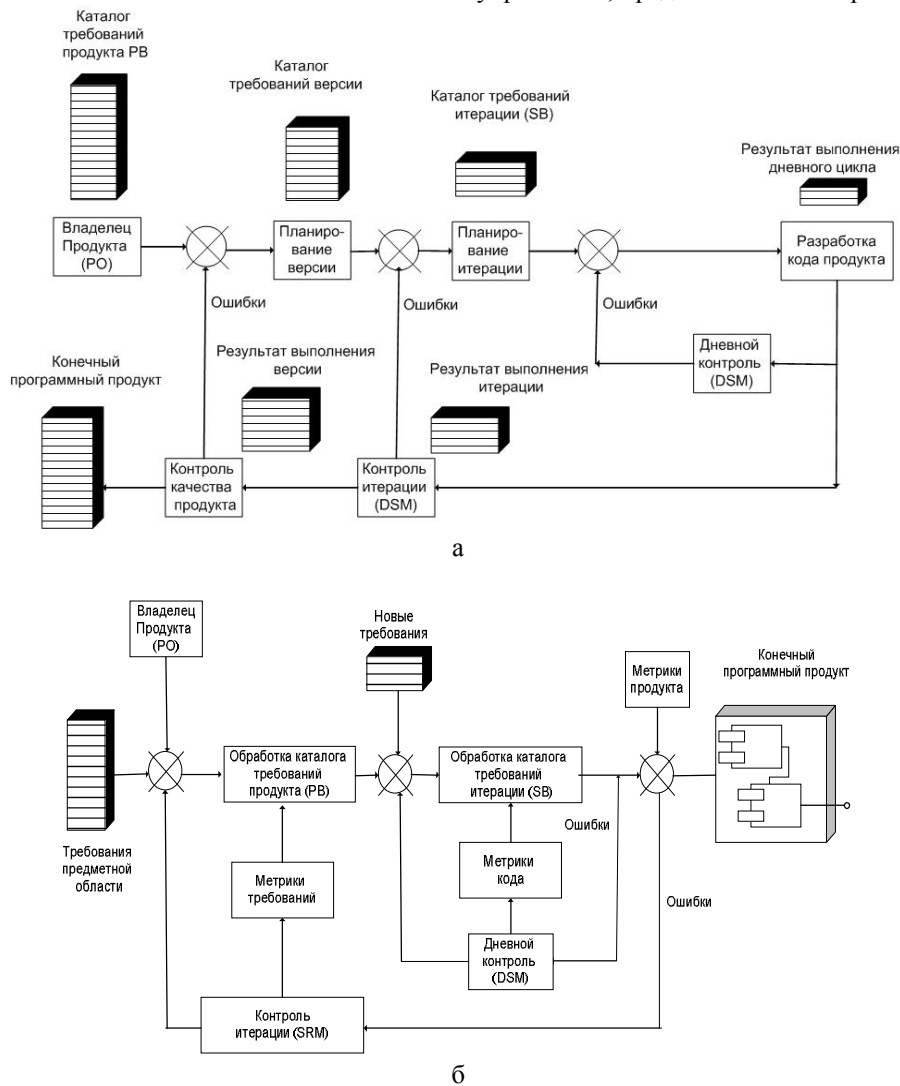 Каталог
требований
продукта PB
Каталог
требований версии
Каталог требований
итерации (SB)
Результат выполнения
дневного цикла
Владелец
Продукта
(PO)
Планиро-
вание
версии
Планиро-
вание
итерации
Разработка
кода продукта
Ошибки
Ошибки
Ошибки
Дневной
контроль
(DSM)
Конечный
программный продукт
Результат выполнения
версии
Результат выполнения
итерации
Контроль
качества
продукта
Контроль
итерации
(DSM)
а
Владелец
Продукта
(PO)
Новые
требования
Метрики
продукта
Конечный
программный продукт
Обработка каталога
требований
продукта (PB)
Обработка каталога
требований
итерации (SB)
Ошибки
Требования
предметной
области
Метрики
требований
Метрики
кода
Ошибки
Дневной
контроль
(DSM)
Контроль
итерации (SRM)
б